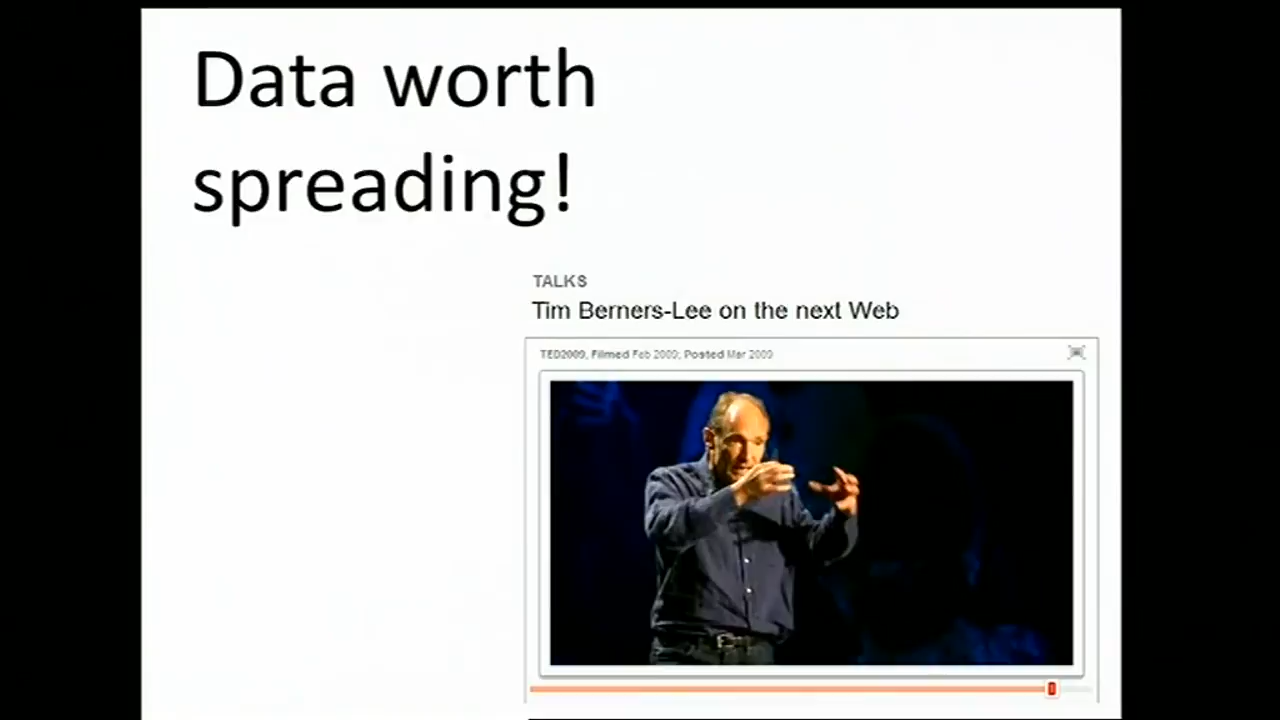 Data worth
spreading!
TALKS
Tim Berners-Lee on the next Web
TED2009, Filmed Feb 2009; Posted Mar 2009